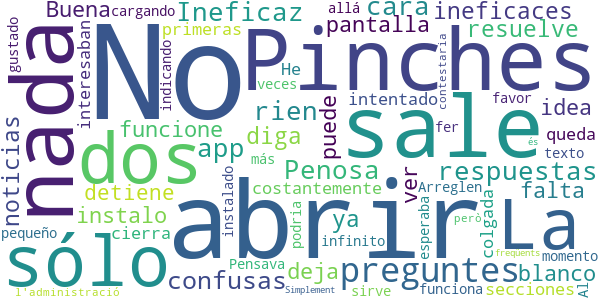 Buena cargando Ineficaz allá cara ineficaces
gustado interesaban primeras indicando No Pinches pantalla resuelve
nada He veces intentado favor contestaria idea
noticias funcione rien puede fer queda
dos app diga sale texto
más ver és
detiene Penosa Arreglen respuestas
instalo costantemente falta
pequeño cierra instalado abrir ya esperaba La
sólo Pensava podria infinito però colgada
confusas deja preguntes blanco momento
sirve funciona secciones Al
l'administració Simplement frequents